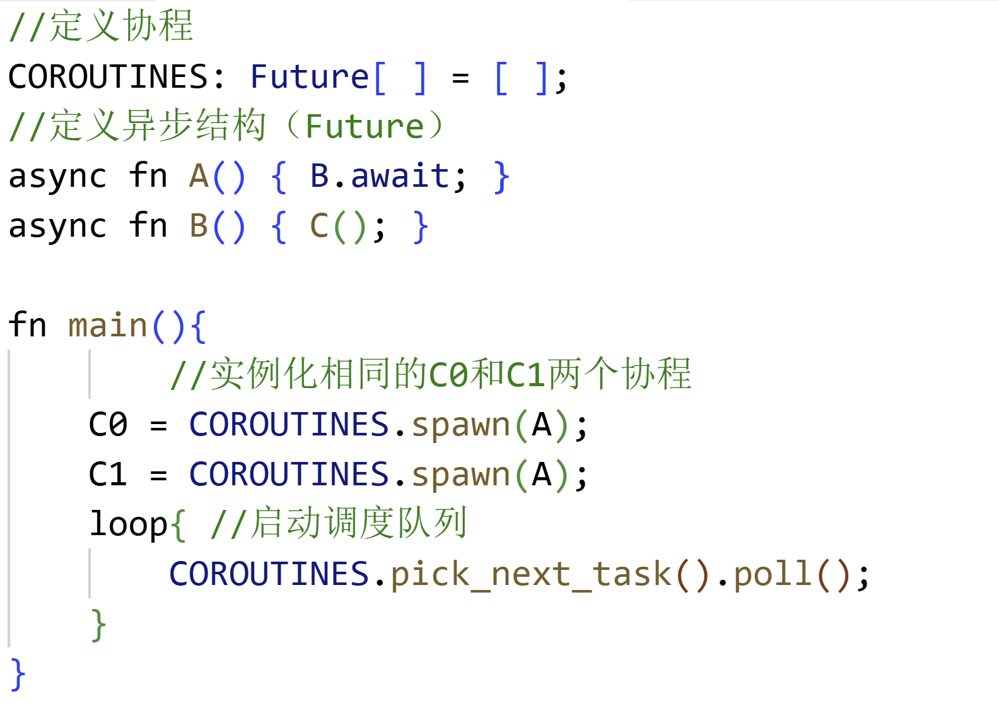 //定义协程
COROUTINES: Future[ ] = [ ];
//定义异步结构（Future）
async fn A() { B.await; }
async fn B() { C(); }
fn main(){
//实例化相同的C0和C1两个协程
C0 = COROUTINES.spawn(A);
C1 = COROUTINES.spawn(A);
loop{ //启动调度队列
COROUTINES.pick_next_task().poll();
}
}